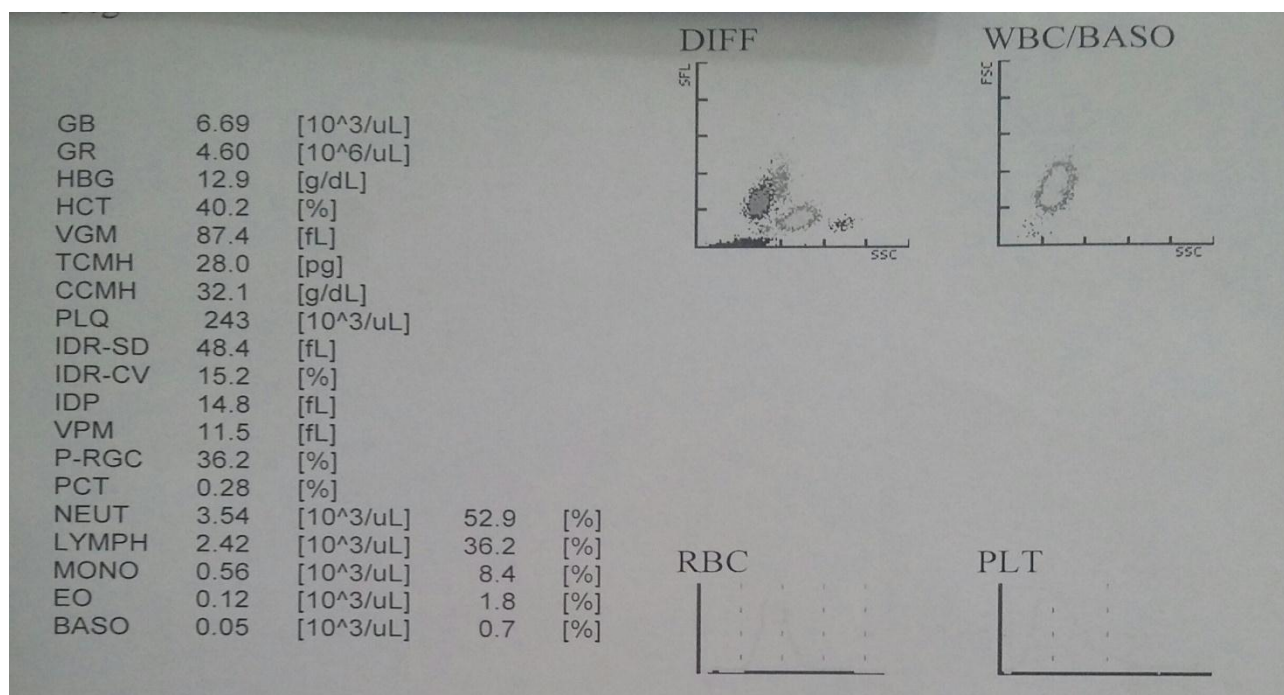 DIFF
WBC/BASO
SFL
FSC
SSC
SSC
GB 6.69 [10^3/uL]
GR 4.60 [10^6/uL]
HBG 12.9 [g/dL]
HCT 40.2 [%]
VGM 87.4 [fL]
TCMH 28.0 [pg]
CCMH 32.1 [g/dL]
PLQ 243 [10^3/uL]
IDR-SD 48.4 [fL]
IDR-CV 15.2 [%]
IDP 14.8 [fL]
VPM 11.5 [fL]
P-RGC 36.2 [%]
PCT 0.28 [%]
NEUT 3.54 [10^3/uL] 52.9 [%]
LYMPH 2.42 [10^3/uL] 36.2 [%]
MONO 0.56 [10^3/uL] 8.4 [%]
EO 0.12 [10^3/uL] 1.8 [%]
BASO 0.05 [10^3/uL] 0.7 [%]
RBC
PLT